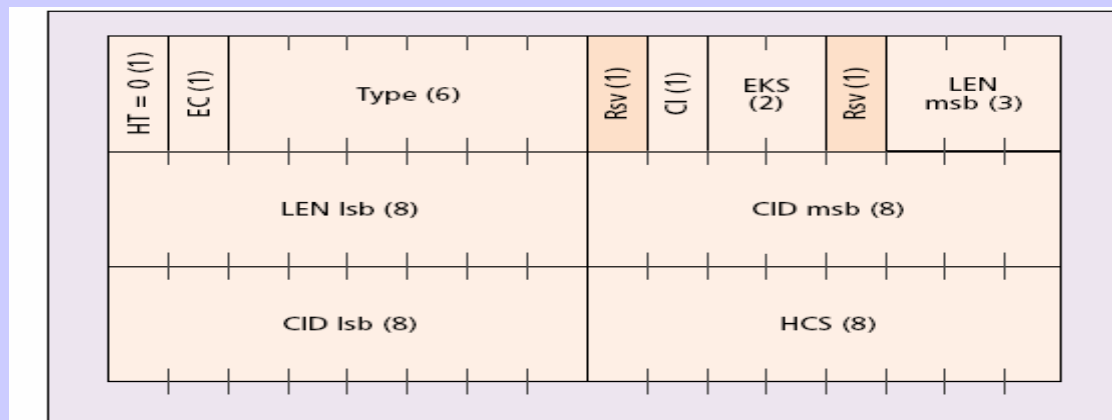 HT = 0 (1)
EC (1)
Type (6)
Rsv (1)
CI (1)
EKS
(2)
Rsv (1)
LEN
msb (3)
LEN lsb (8)
CID msb (8)
CID lsb (8)
HCS (8)